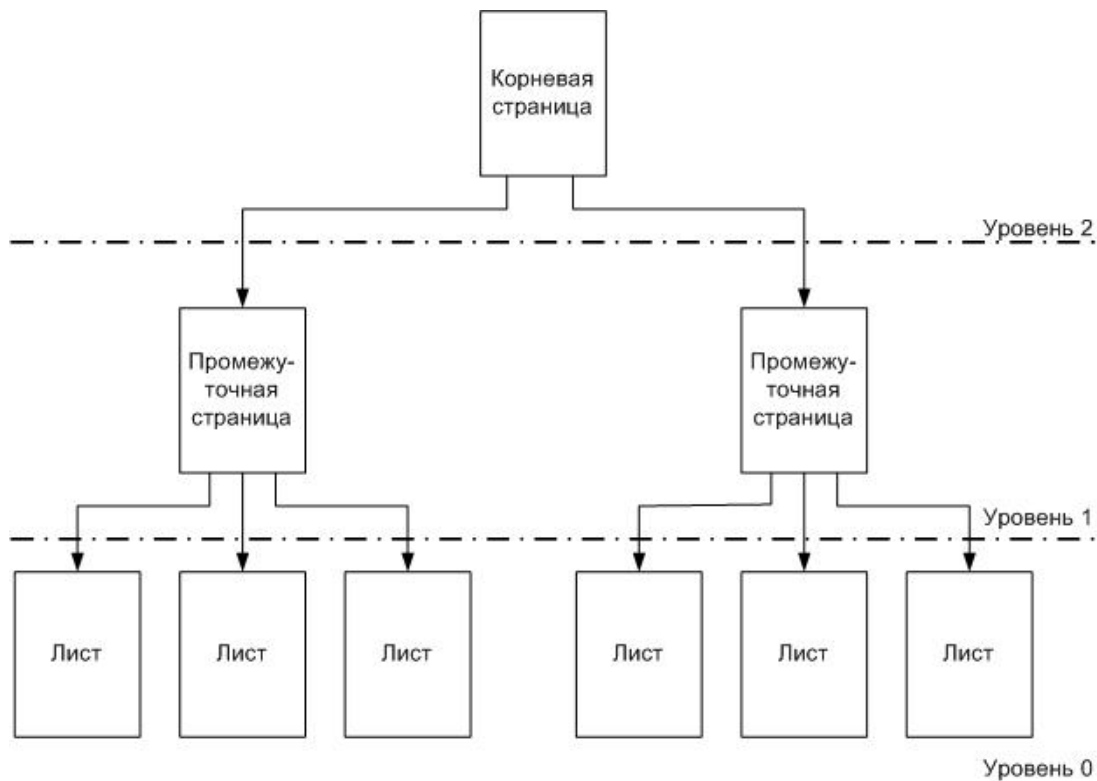 Корневая
страница
Уровень 2
Промежу-
точная
страница
Промежу-
точная
страница
Уровень 1
Лист
Лист
Лист
Лист
Лист
Лист
Уровень 0